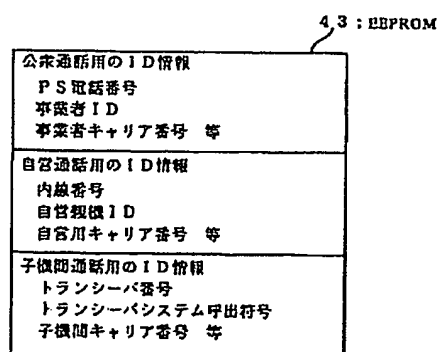 43:EEPROM
公衆通話用のID情報
PS電話番号
事業者ID
事業者キャリア番号 等
自営通話用のID情報
内線番号
自営親機ID
自営用キャリア番号 等
子機間通話用のID情報
トランシーバ番号
トランシーバシステム呼出符号
子機間キャリア番号 等